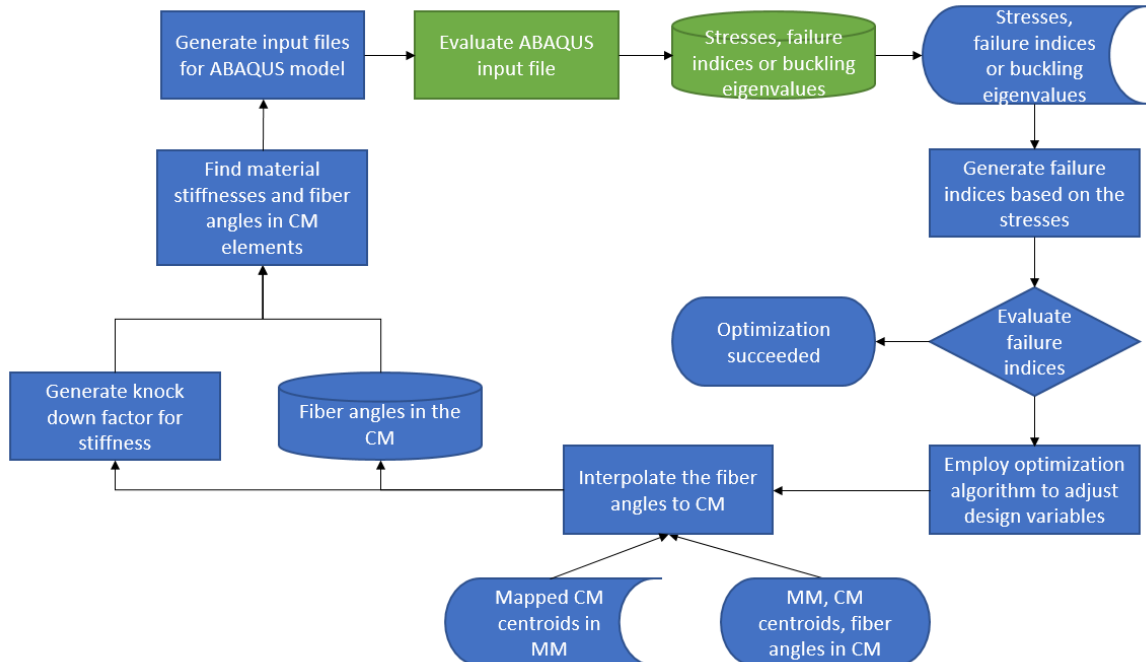 Generate input files
for ABAQUS model
Evaluate ABAQUS
input file
Stresses, failure
indices or buckling
eigenvalues
Stresses,
failure indices
or buckling
eigenvalues
Find material
stiffnesses and fiber
angles in CM
elements
Generate failure
indices based on the
stresses
Optimization
succeeded
Evaluate
failure
indices
Generate knock
down factor for
stiffness
Fiber angles in the
CM
Interpolate the fiber
angles to CM
Employ optimization
algorithm to adjust
design variables
Mapped CM
centroids in
MM
MM, CM
centroids, fiber
angles in CM